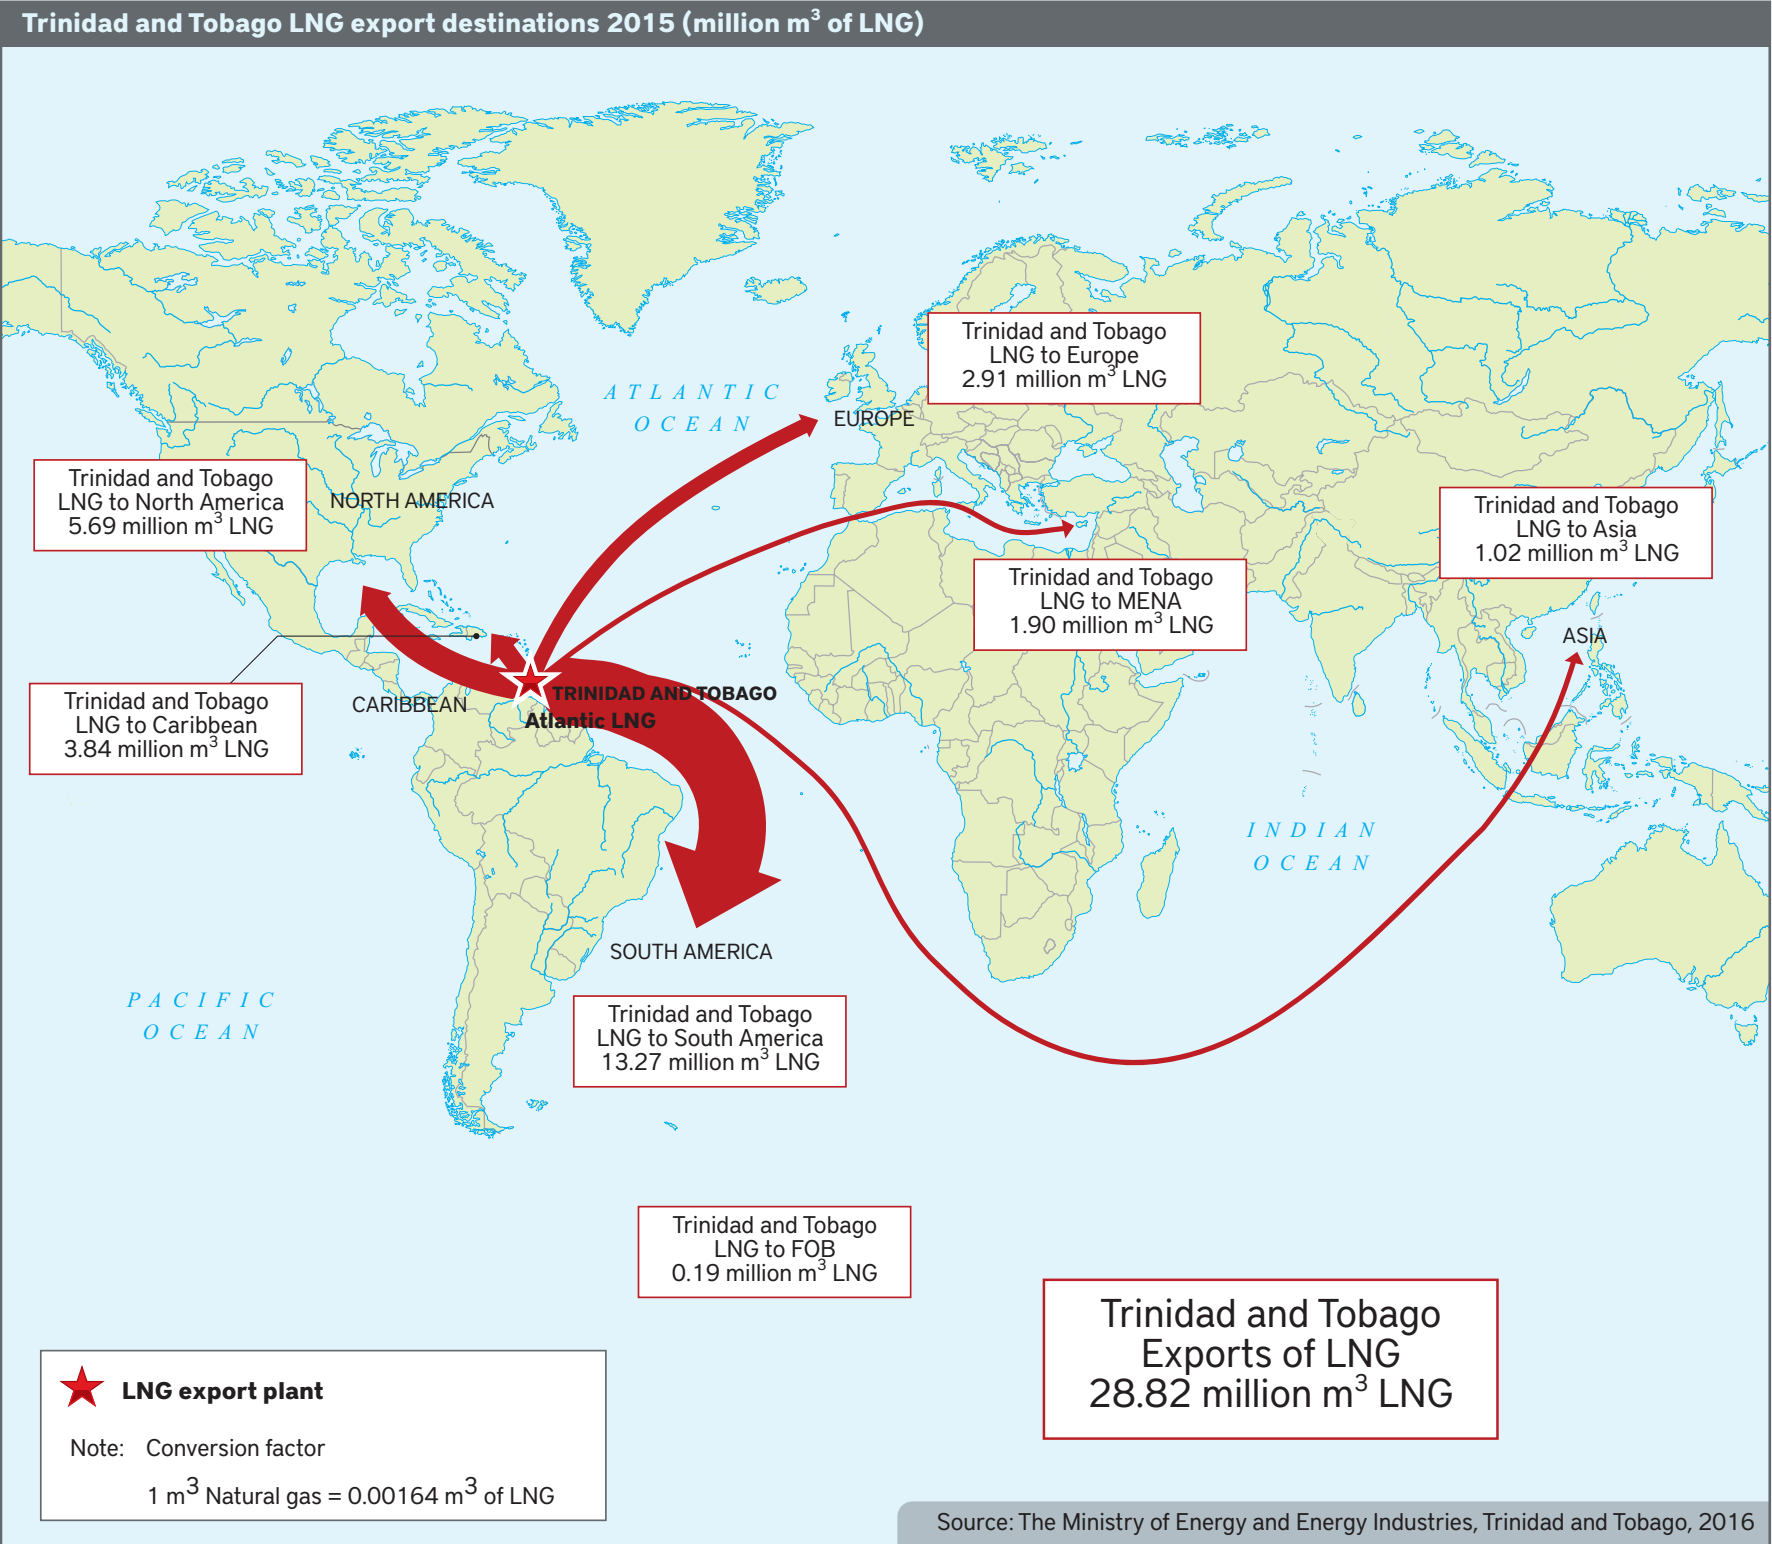 Trinidad and Tobago LNG export destinations 2015 (million m³ of LNG)
Trinidad and Tobago
LNG to Europe
2.91 million m³ LNG
ATLANTIC
OCEAN
EUROPE
Trinidad and Tobago
LNG to North America
5.69 million m³ LNG
NORTH AMERICA
Trinidad and Tobago
LNG to Asia
1.02 million m³ LNG
Trinidad and Tobago
LNG to MENA
1.90 million m³ LNG
ASIA
Trinidad and Tobago
LNG to Caribbean
3.84 million m³ LNG
CARIBBEAN
TRINIDAD AND TOBAGO
Atlantic LNG
INDIAN
OCEAN
SOUTH AMERICA
PACIFIC
OCEAN
Trinidad and Tobago
LNG to South America
13.27 million m³ LNG
Trinidad and Tobago
LNG to FOB
0.19 million m³ LNG
Trinidad and Tobago
Exports of LNG
28.82 million m³ LNG
LNG export plant
Note: Conversion factor
1 m³ Natural gas = 0.00164 m³ of LNG
Source: The Ministry of Energy and Energy Industries, Trinidad and Tobago, 2016